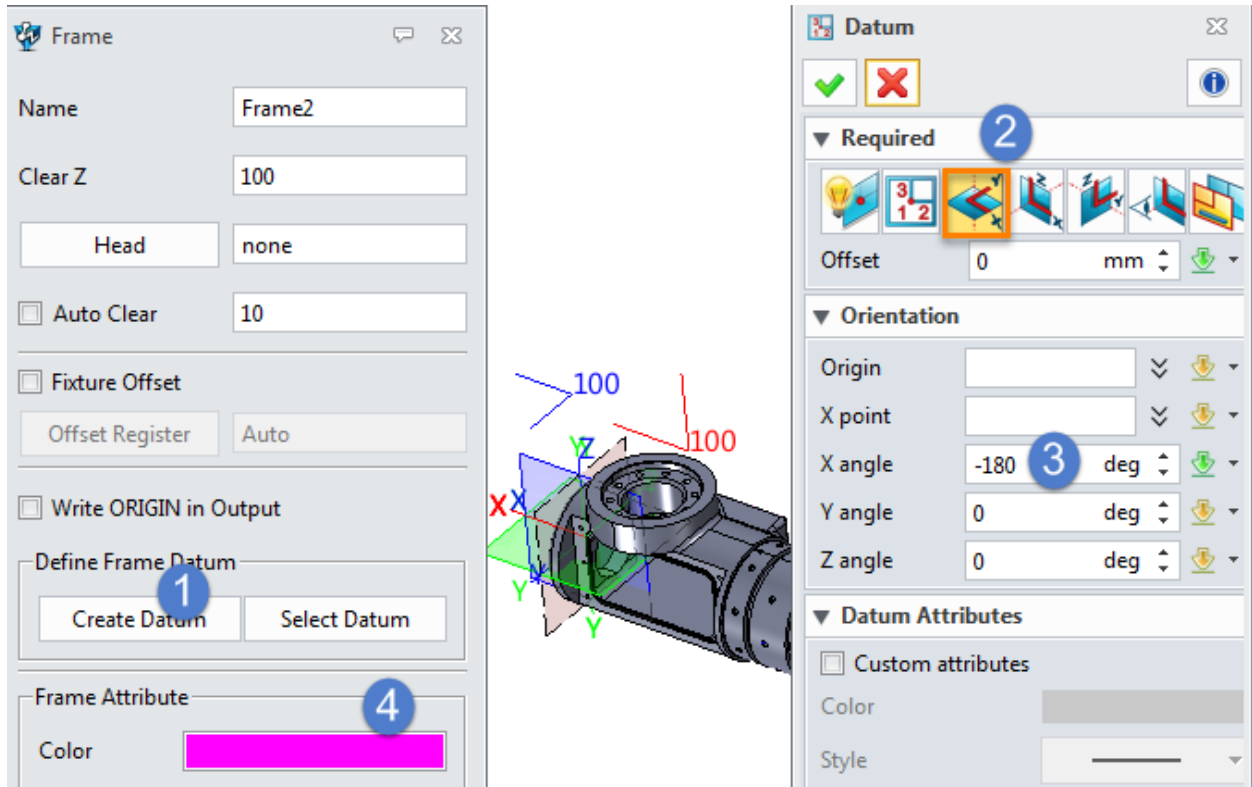 Frame
Name Frame2
Clear Z 100
Head none
Auto Clear 10
Fixture Offset
Offset Register Auto
Write ORIGIN in Output
Define Frame Datum
1
Create Datum Select Datum
Frame Attribute
4
Color
100
100
Y
Z
X
X
Y
Y
Y
Datum
2
Required
3
1 2
Y
X
Z
X
Z
Y
Offset 0 mm
Orientation
Origin
X point
X angle -180 deg
3
Y angle 0 deg
Z angle 0 deg
Datum Attributes
Custom attributes
Color
Style